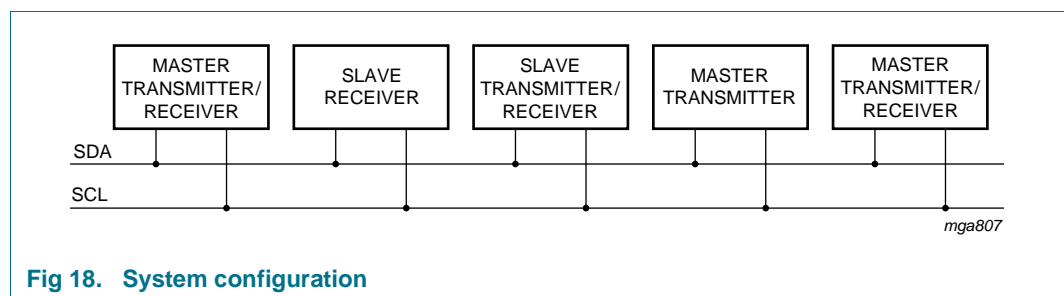 MASTER
TRANSMITTER/
RECEIVER
SLAVE
RECEIVER
SLAVE
TRANSMITTER/
RECEIVER
MASTER
TRANSMITTER
MASTER
TRANSMITTER/
RECEIVER
SDA
SCL
mga807
Fig 18. System configuration